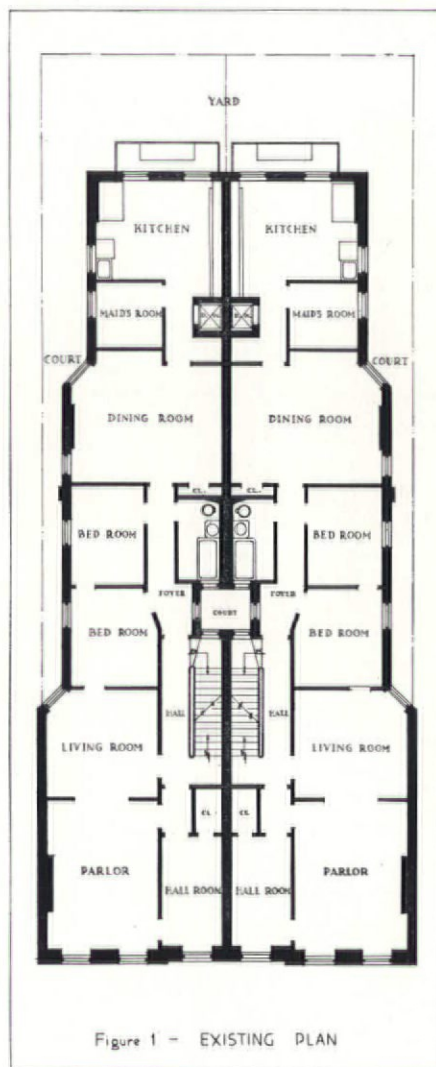 YARD
KITCHEN KITCHEN
MAID'S ROOM MAID'S ROOM
COURT COURT
DINING ROOM DINING ROOM
CL. CL.
BED ROOM BED ROOM
FOYER COURT FOYER
BED ROOM BED ROOM
HALL HALL
LIVING ROOM LIVING ROOM
CL. CL.
PARLOR HALL ROOM HALL ROOM PARLOR
Figure 1 - EXISTING PLAN